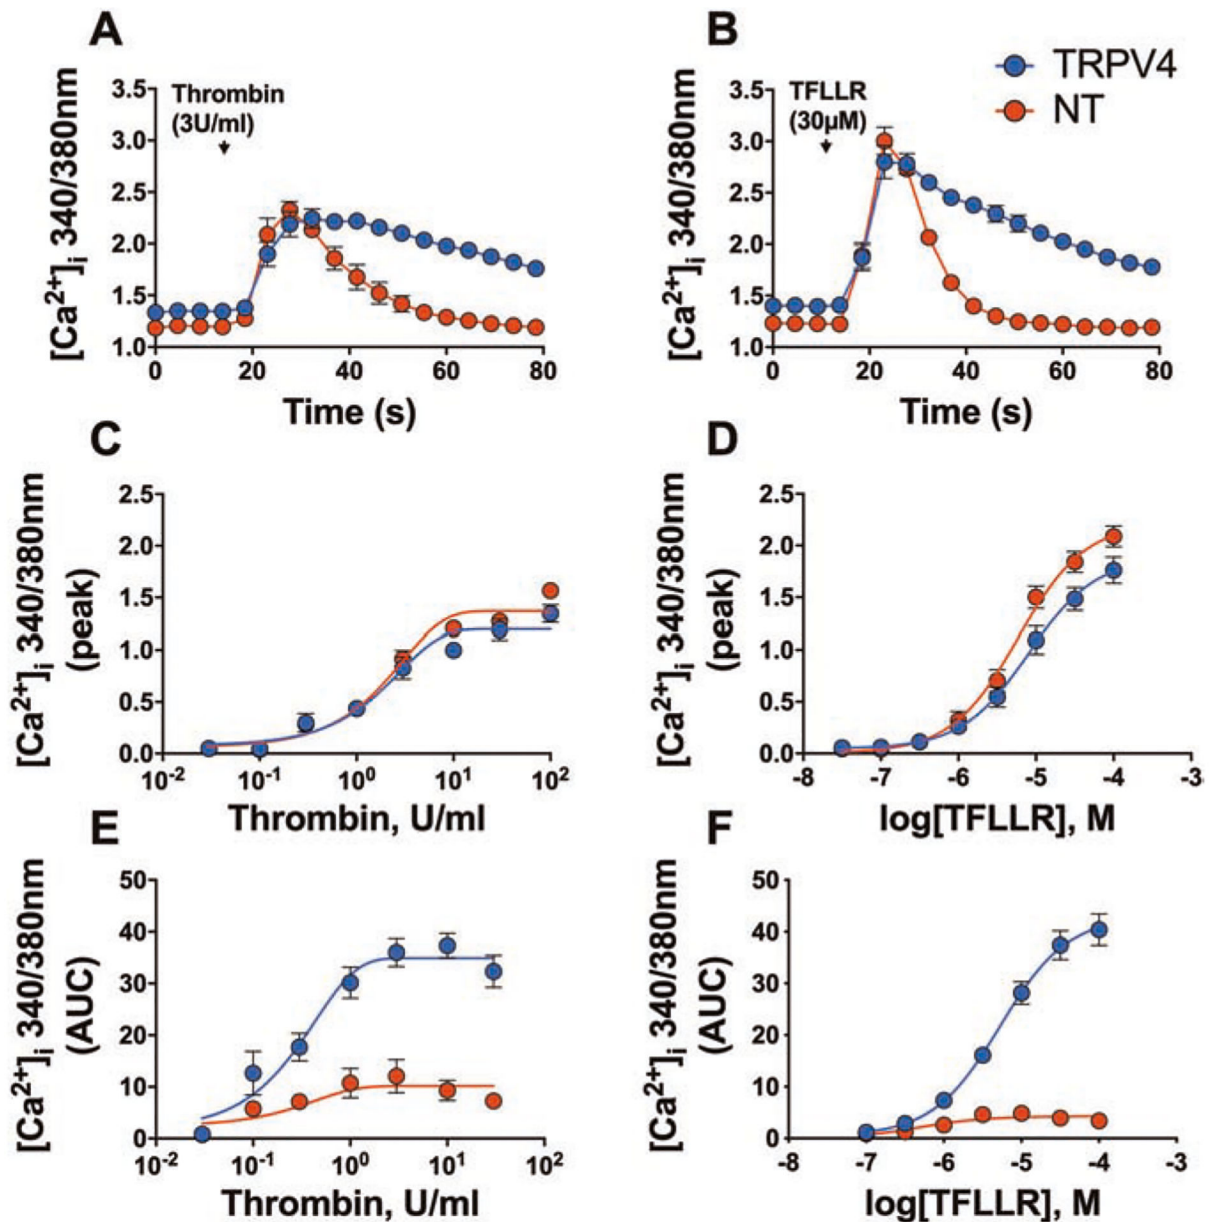 A
[Ca²⁺]ᵢ 340/380nm
3.5
3.0
2.5
2.0
1.5
1.0
Thrombin
(3U/ml)
0 20 40 60 80
Time (s)
B
TRPV4
NT
[Ca²⁺]ᵢ 340/380nm
3.5
3.0
2.5
2.0
1.5
1.0
TFLLR
(30µM)
0 20 40 60 80
Time (s)
C
[Ca²⁺]ᵢ 340/380nm
(peak)
2.5
2.0
1.5
1.0
0.5
0.0
10⁻² 10⁻¹ 10⁰ 10¹ 10²
Thrombin, U/ml
D
[Ca²⁺]ᵢ 340/380nm
(peak)
2.5
2.0
1.5
1.0
0.5
0.0
-8 -7 -6 -5 -4 -3
log[TFLLR], M
E
[Ca²⁺]ᵢ 340/380nm
(AUC)
50
40
30
20
10
0
10⁻² 10⁻¹ 10⁰ 10¹ 10²
Thrombin, U/ml
F
[Ca²⁺]ᵢ 340/380nm
(AUC)
50
40
30
20
10
0
-8 -7 -6 -5 -4 -3
log[TFLLR], M